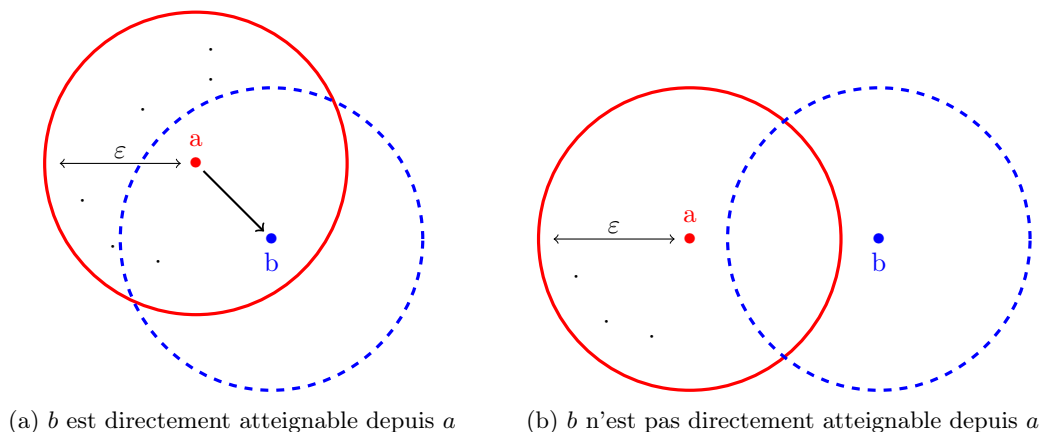 a
ε
b
a
ε
b
(a) b est directement atteignable depuis a
(b) b n'est pas directement atteignable depuis a